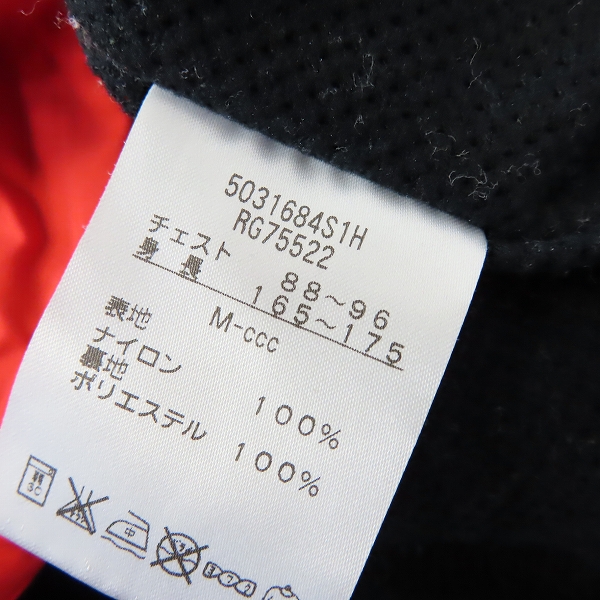 5031684S1H
RG75522
チェスト 88～96
身長 165～175
M-ccc
表地
ナイロン 100%
裏地
ポリエステル 100%
中